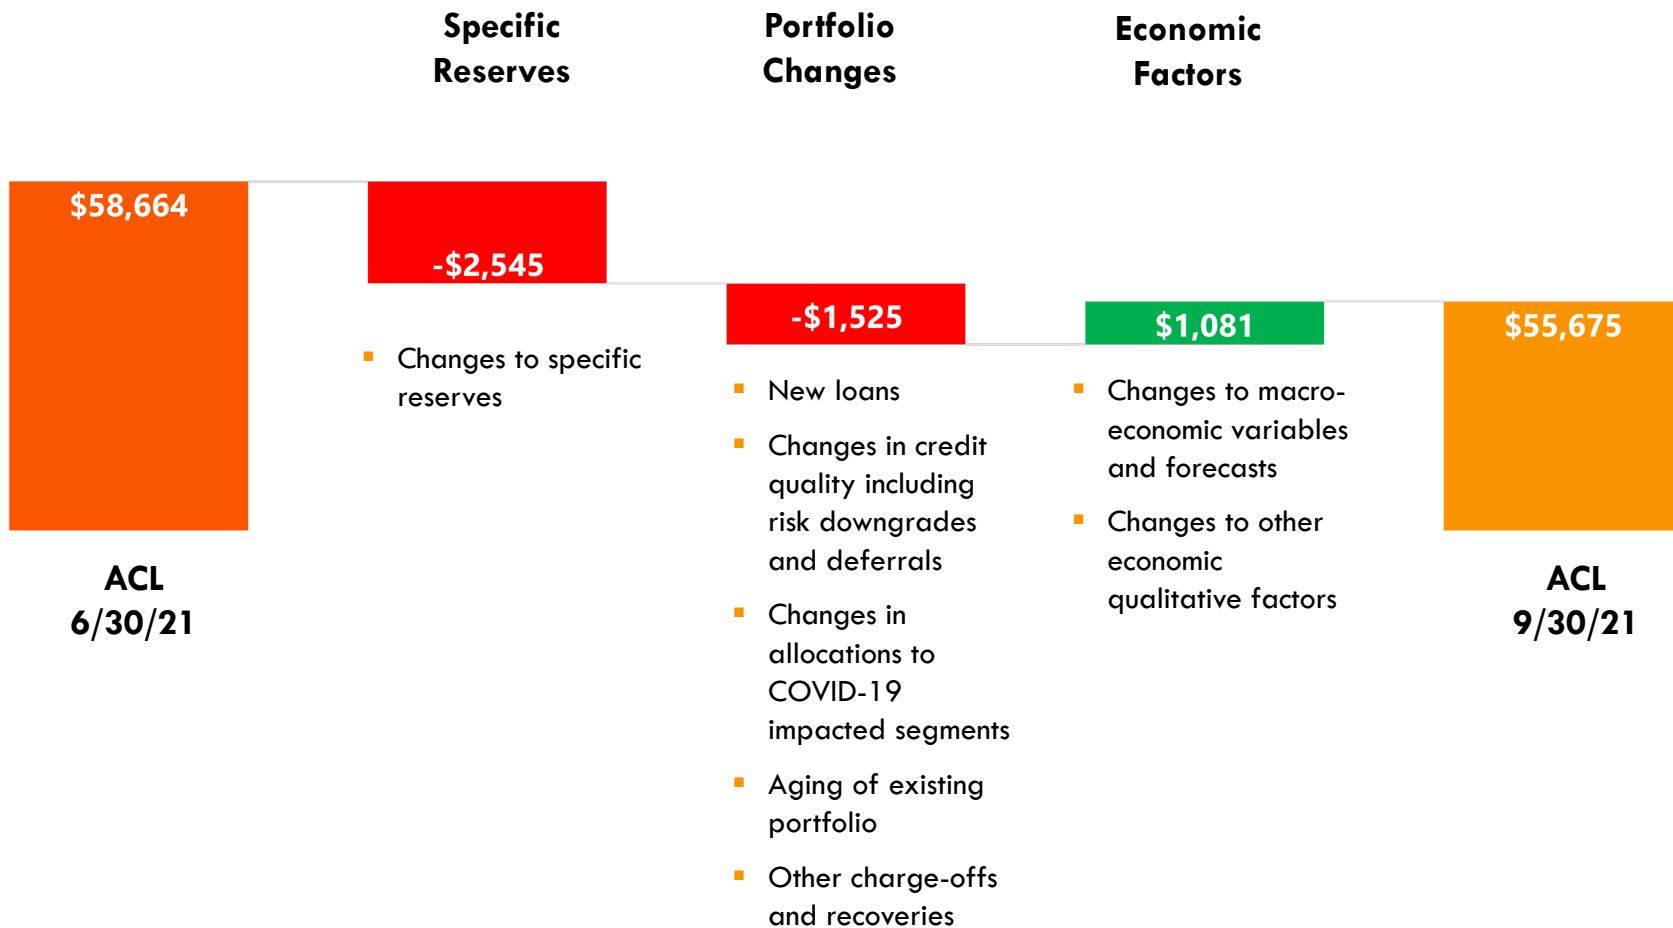 Specific
Reserves
Portfolio
Changes
Economic
Factors
$58,664
-$2,545
-$1,525
$1,081
$55,675
Changes to specific
reserves
New loans
Changes in credit
quality including
risk downgrades
and deferrals
Changes in
allocations to
COVID-19
impacted segments
Aging of existing
portfolio
Other charge-offs
and recoveries
Changes to macro-
economic variables
and forecasts
Changes to other
economic
qualitative factors
ACL
6/30/21
ACL
9/30/21